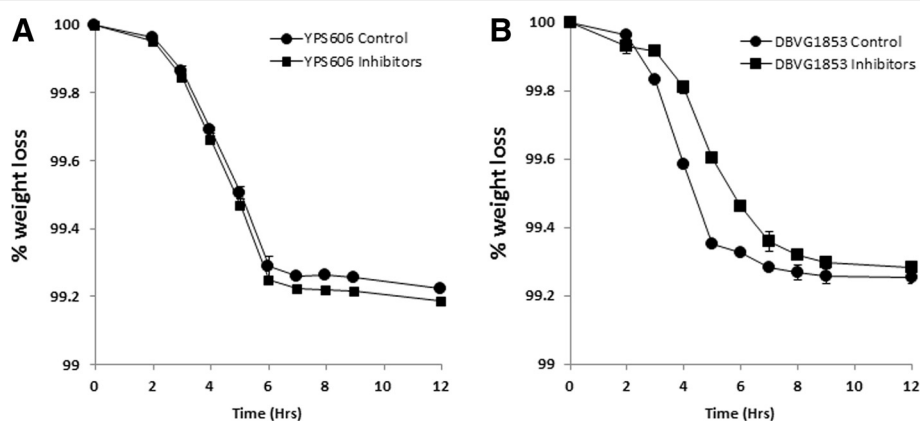 A
YPS606 Control
YPS606 Inhibitors
% weight loss
100
99.8
99.6
99.4
99.2
99
0 2 4 6 8 10 12
Time (Hrs)
B
DBVG1853 Control
DBVG1853 Inhibitors
% weight loss
100
99.8
99.6
99.4
99.2
99
0 2 4 6 8 10 12
Time (Hrs)